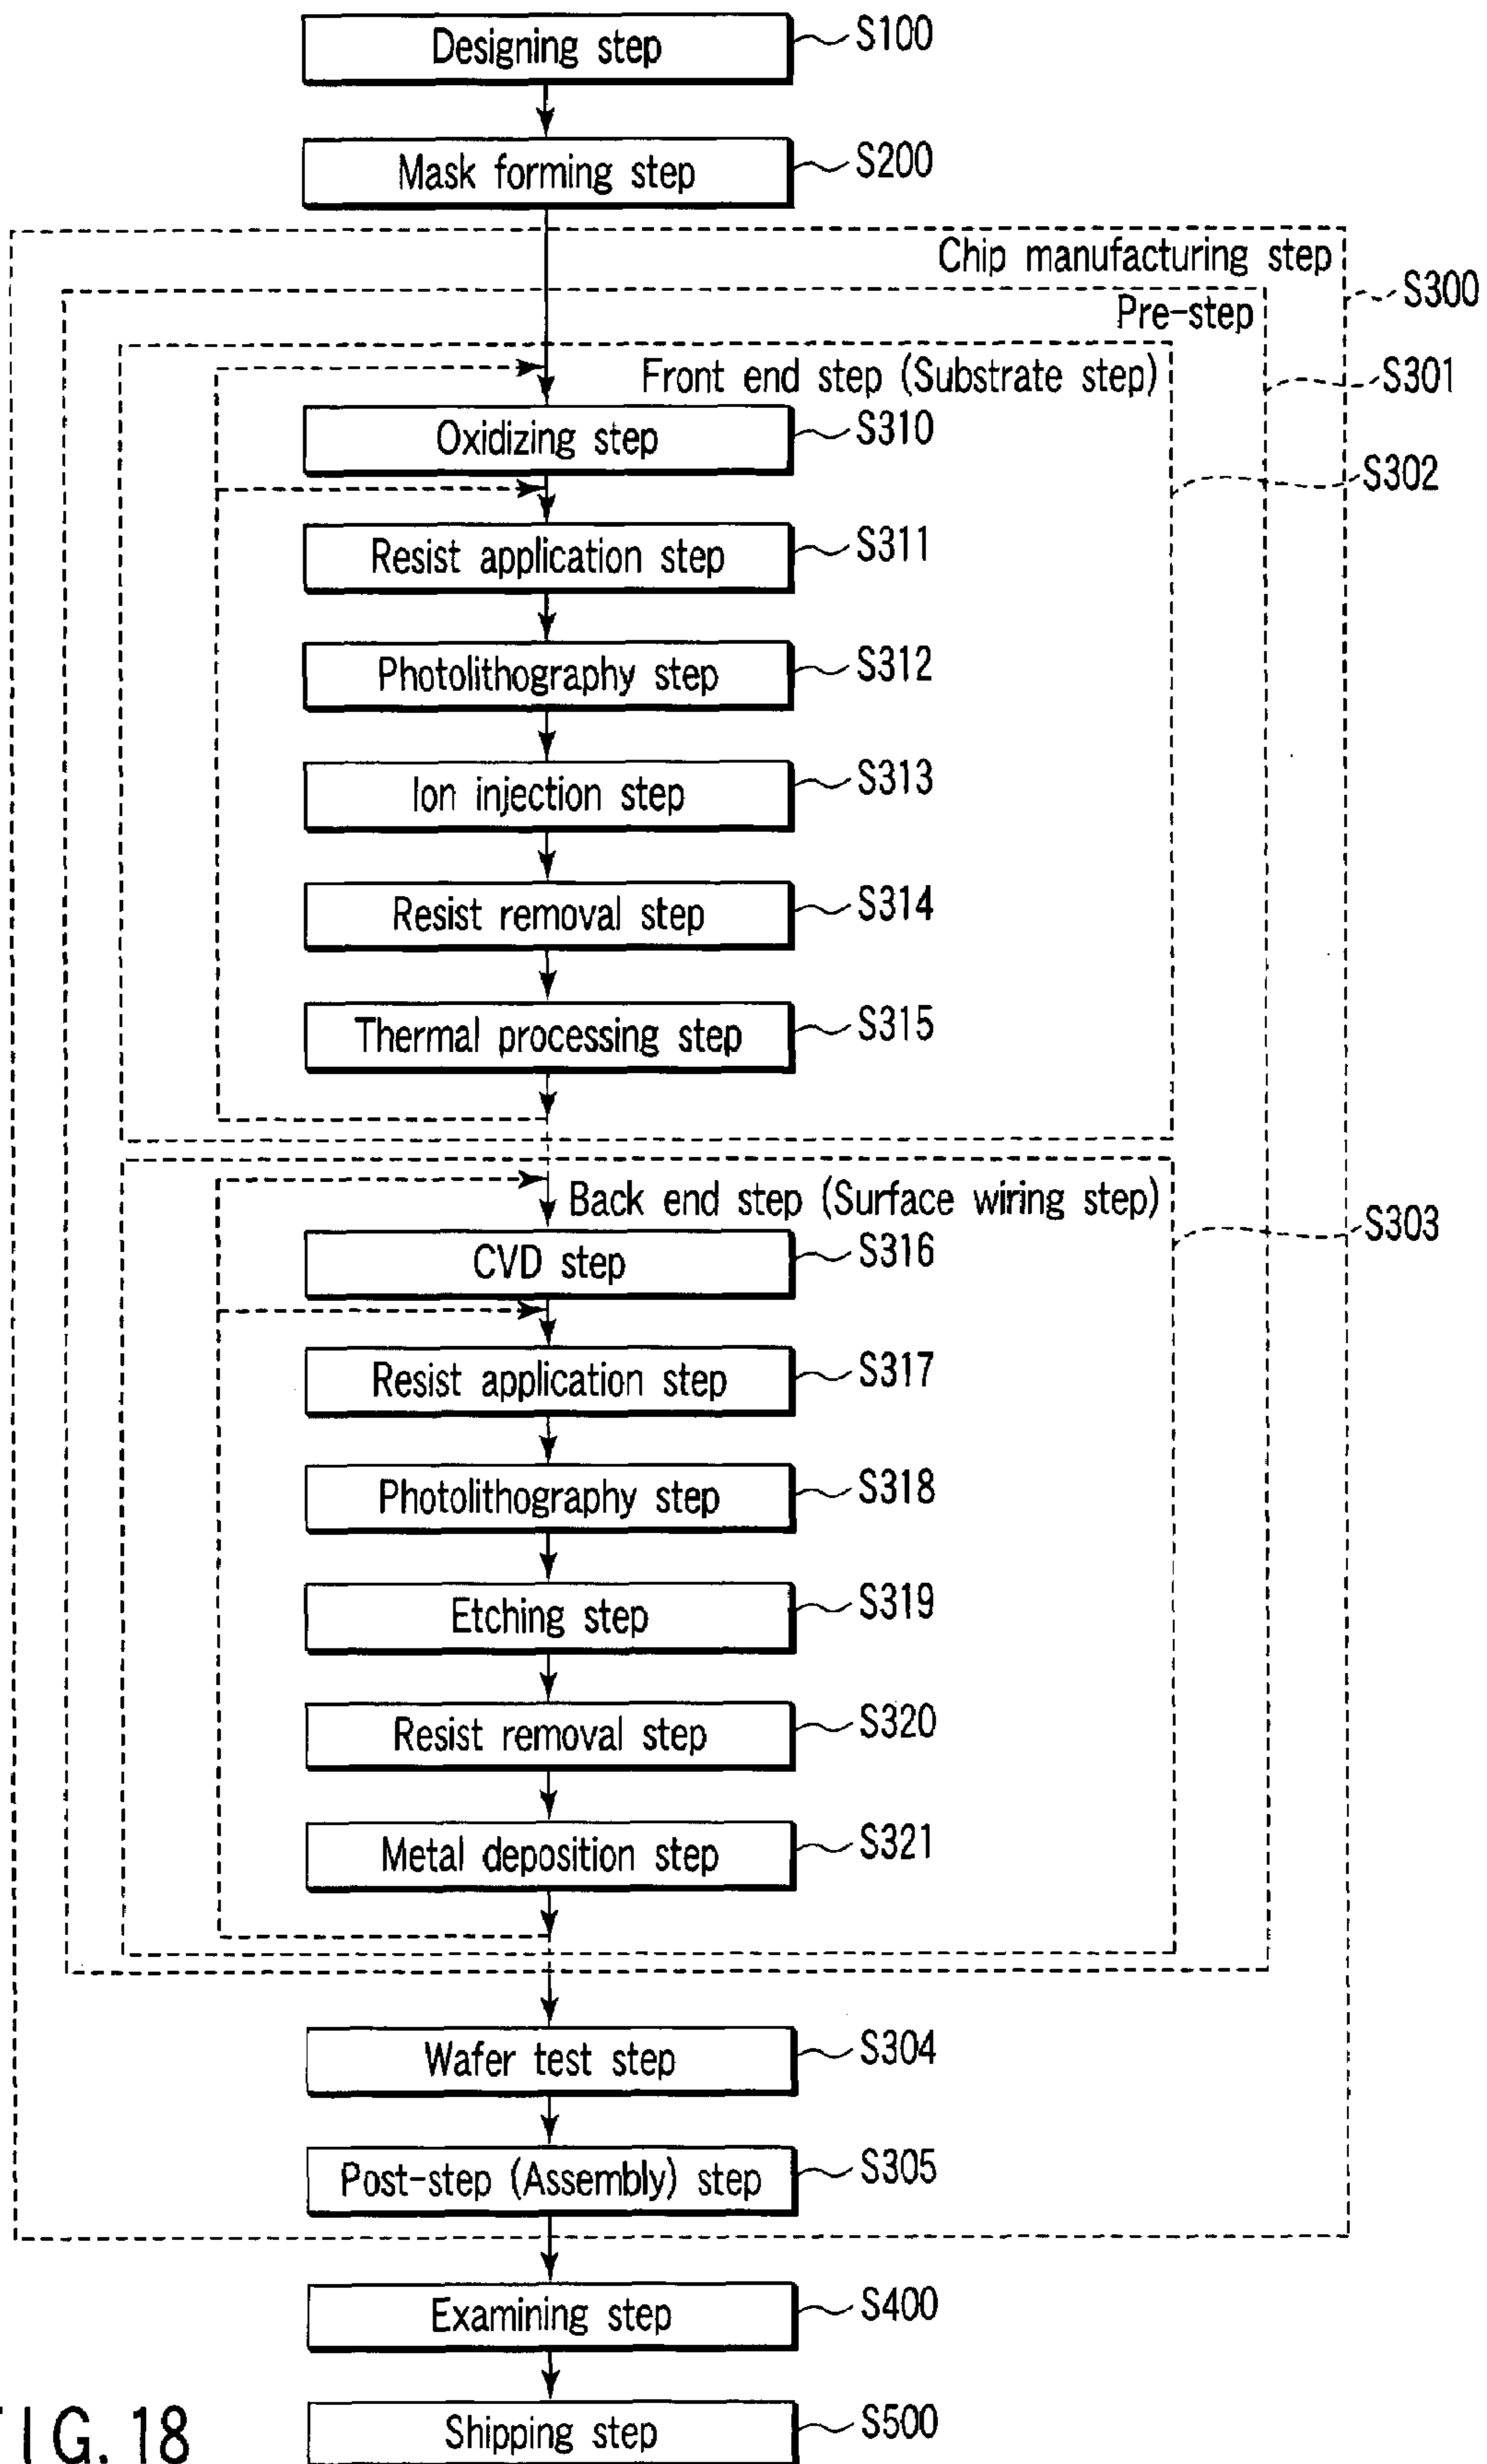 Designing step
S100
Mask forming step
S200
Chip manufacturing step
S300
Pre-step
S301
Front end step (Substrate step)
S302
Oxidizing step
S310
Resist application step
S311
Photolithography step
S312
Ion injection step
S313
Resist removal step
S314
Thermal processing step
S315
Back end step (Surface wiring step)
S303
CVD step
S316
Resist application step
S317
Photolithography step
S318
Etching step
S319
Resist removal step
S320
Metal deposition step
S321
Wafer test step
S304
Post-step (Assembly) step
S305
Examining step
S400
Shipping step
S500
FIG. 18